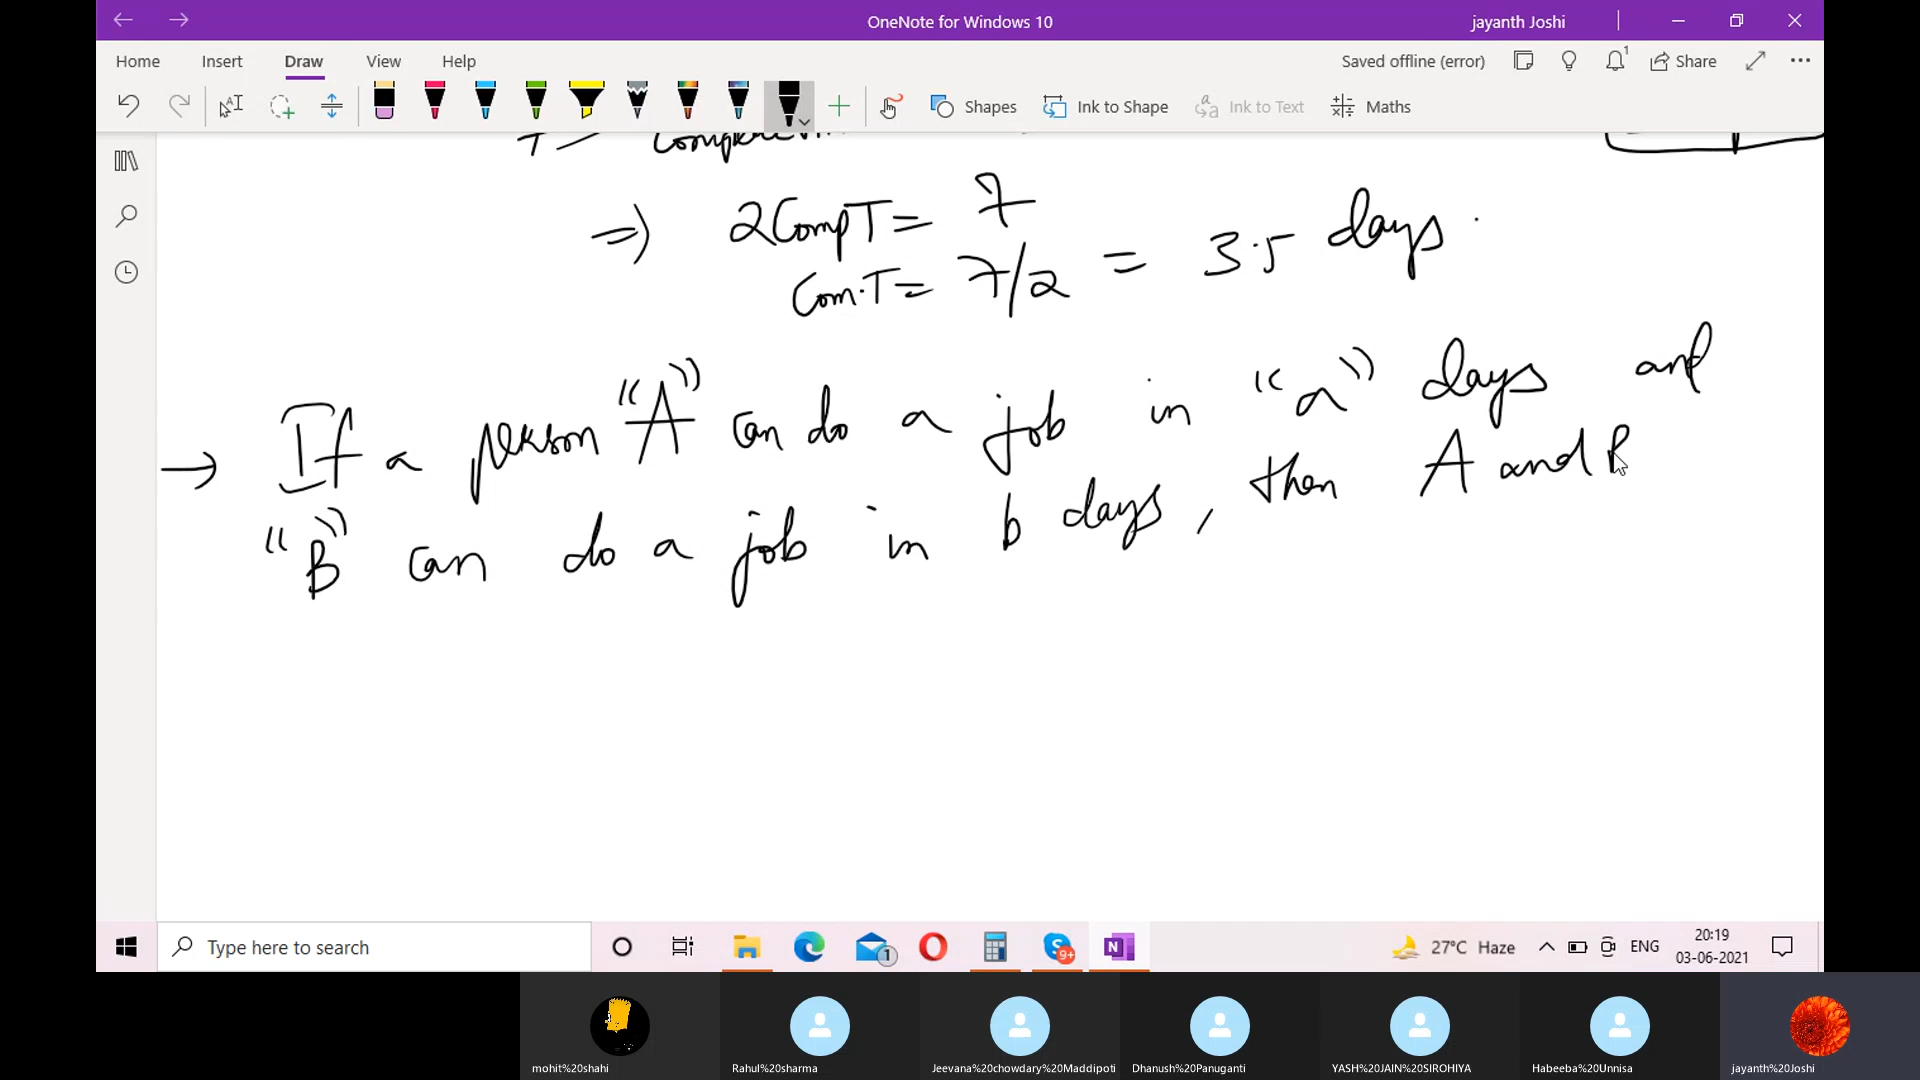 OneNote for Windows 10
jayanth Joshi
Home Insert Draw View Help
Saved offline (error)
1
Share
Shapes
Ink to Shape
Ink to Text
Maths
=> 2CompT = 7
Com.T = 7/2 = 3.5 days.
→ If a person "A" can do a job in "a" days and
"B" can do a job in b days, then A and B
Type here to search
1
9+
N
27°C Haze
ENG
20:19
03-06-2021
mohit%20shahi
Rahul%20sharma
Jeevana%20chowdary%20Maddipoti
Dhanush%20Panuganti
YASH%20JAIN%20SIROHIYA
Habeeba%20Unnisa
jayanth%20Joshi